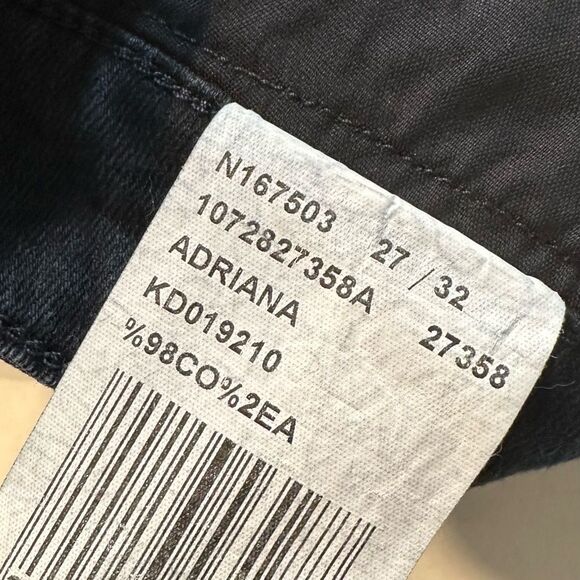 N167503 27 / 32
1072827358A 27358
ADRIANA
KD019210
%98CO%2EA